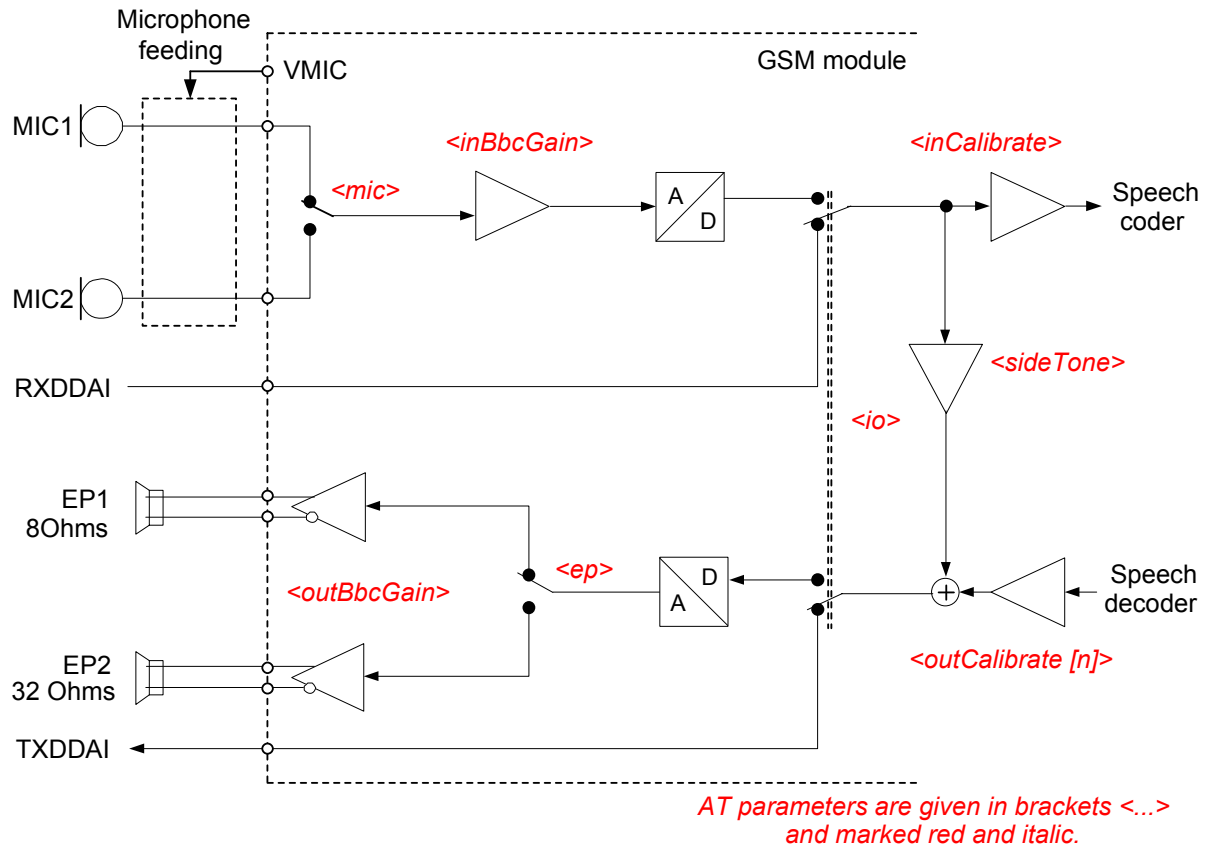 Microphone
feeding
VMIC
GSM module
MIC1
<inBbcGain>
<inCalibrate>
<mic>
A
D
Speech
coder
MIC2
<sideTone>
RXDDAI
<io>
EP1
8Ohms
<ep>
D
A
Speech
decoder
<outBbcGain>
+
<outCalibrate [n]>
EP2
32 Ohms
TXDDAI
AT parameters are given in brackets <...>
and marked red and italic.